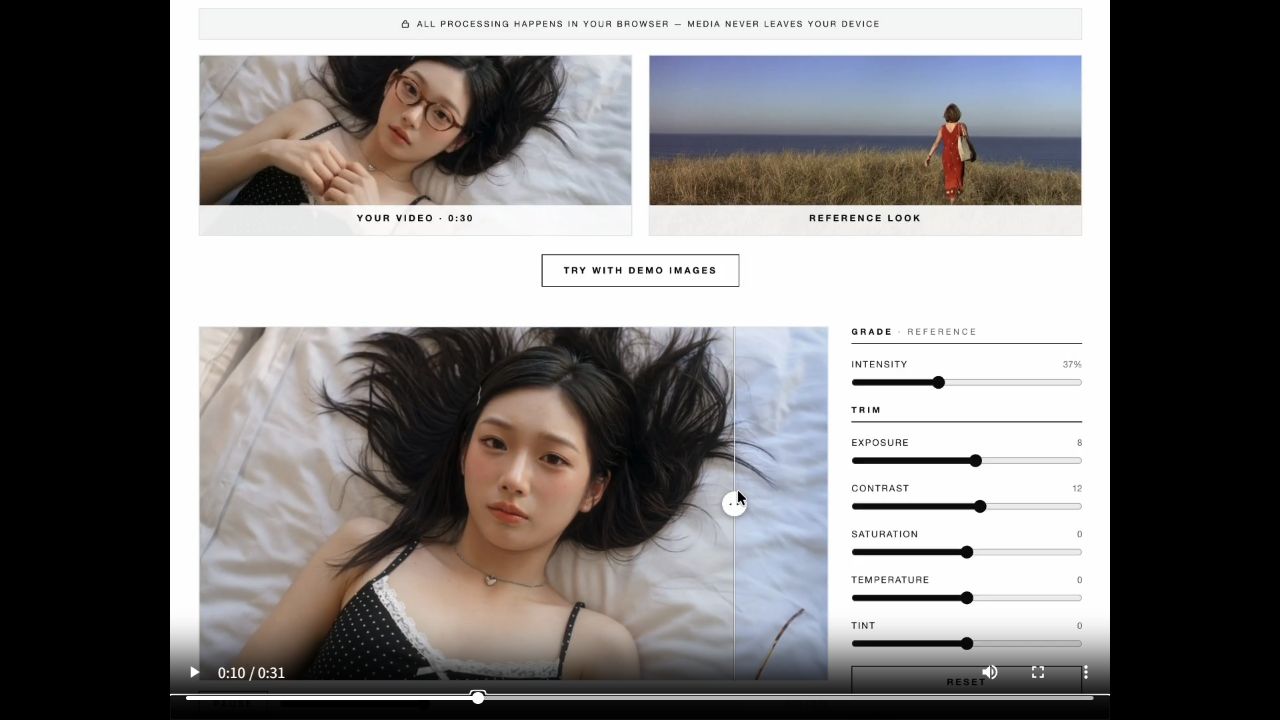 ALL PROCESSING HAPPENS IN YOUR BROWSER — MEDIA NEVER LEAVES YOUR DEVICE
YOUR VIDEO · 0:30
REFERENCE LOOK
TRY WITH DEMO IMAGES
GRADE · REFERENCE
INTENSITY 37%
TRIM
EXPOSURE 8
CONTRAST 12
SATURATION 0
TEMPERATURE 0
TINT 0
RESET
0:10 / 0:31
PAUSE